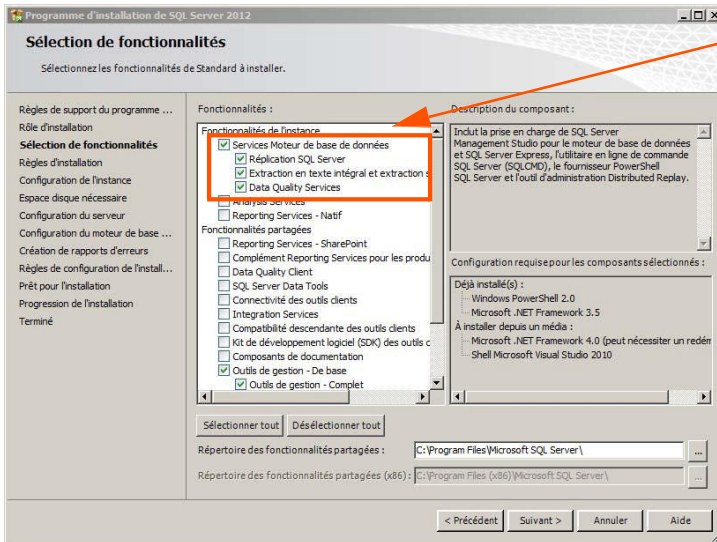 Programme d'installation de SQL Server 2012
Sélection de fonctionnalités
Sélectionnez les fonctionnalités de Standard à installer.
Règles de support du programme ...
Rôle d'installation
Sélection de fonctionnalités
Règles d'installation
Configuration de l'instance
Espace disque nécessaire
Configuration du serveur
Configuration du moteur de base ...
Création de rapports d'erreurs
Règles de configuration de l'install...
Prêt pour l'installation
Progression de l'installation
Terminé
Fonctionnalités :
Fonctionnalités de l'instance
Services Moteur de base de données
Réplication SQL Server
Extraction en texte intégral et extraction s
Data Quality Services
Analysis Services
Reporting Services - Natif
Fonctionnalités partagées
Reporting Services - SharePoint
Complément Reporting Services pour les produ
Data Quality Client
SQL Server Data Tools
Connectivité des outils clients
Integration Services
Compatibilité descendante des outils clients
Kit de développement logiciel (SDK) des outils c
Composants de documentation
Outils de gestion - De base
Outils de gestion - Complet
Description du composant :
Inclut la prise en charge de SQL Server
Management Studio pour le moteur de base de données
et SQL Server Express, l'utilitaire en ligne de commande
SQL Server (SQLCMD), le fournisseur PowerShell
SQL Server et l'outil d'administration Distributed Replay.
Configuration requise pour les composants sélectionnés :
Déjà installé(s) :
Windows PowerShell 2.0
Microsoft .NET Framework 3.5
À installer depuis un média :
Microsoft .NET Framework 4.0 (peut nécessiter un redém
Shell Microsoft Visual Studio 2010
Sélectionner tout
Désélectionner tout
Répertoire des fonctionnalités partagées :
C:\Program Files\Microsoft SQL Server\
...
Répertoire des fonctionnalités partagées (x86) :
C:\Program Files (x86)\Microsoft SQL Server\
...
< Précédent
Suivant >
Annuler
Aide